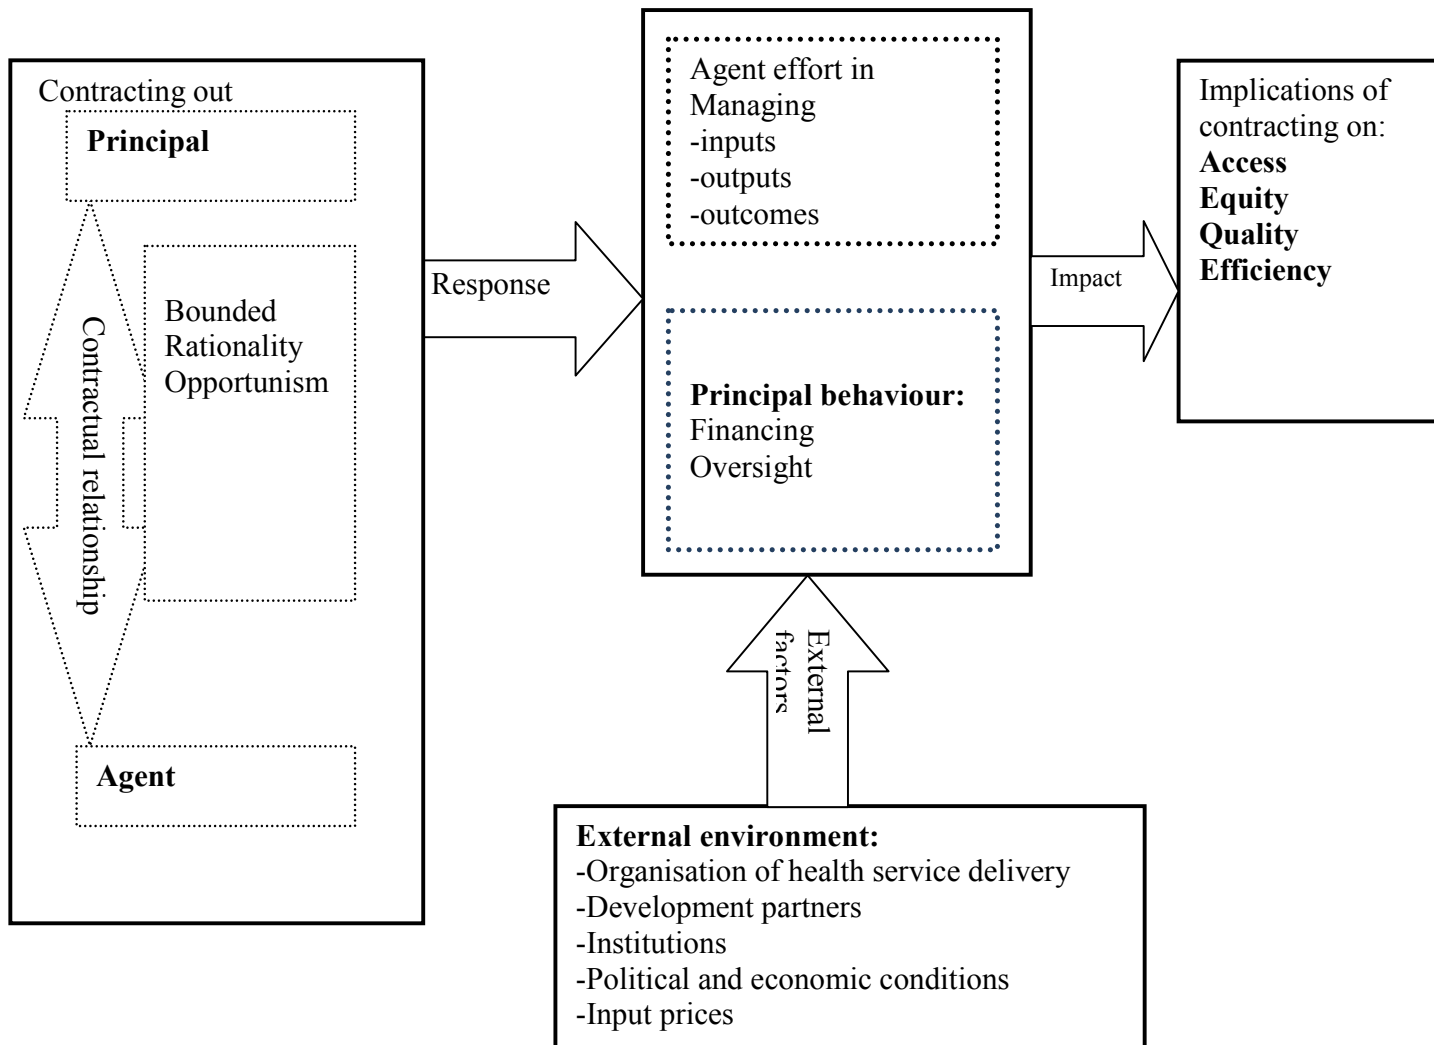 Contracting out
Principal
Bounded
Rationality
Opportunism
Contractual relationship
Agent
Response
Agent effort in
Managing
-inputs
-outputs
-outcomes
Principal behaviour:
Financing
Oversight
Impact
Implications of
contracting on:
Access
Equity
Quality
Efficiency
External
factors
External environment:
-Organisation of health service delivery
-Development partners
-Institutions
-Political and economic conditions
-Input prices